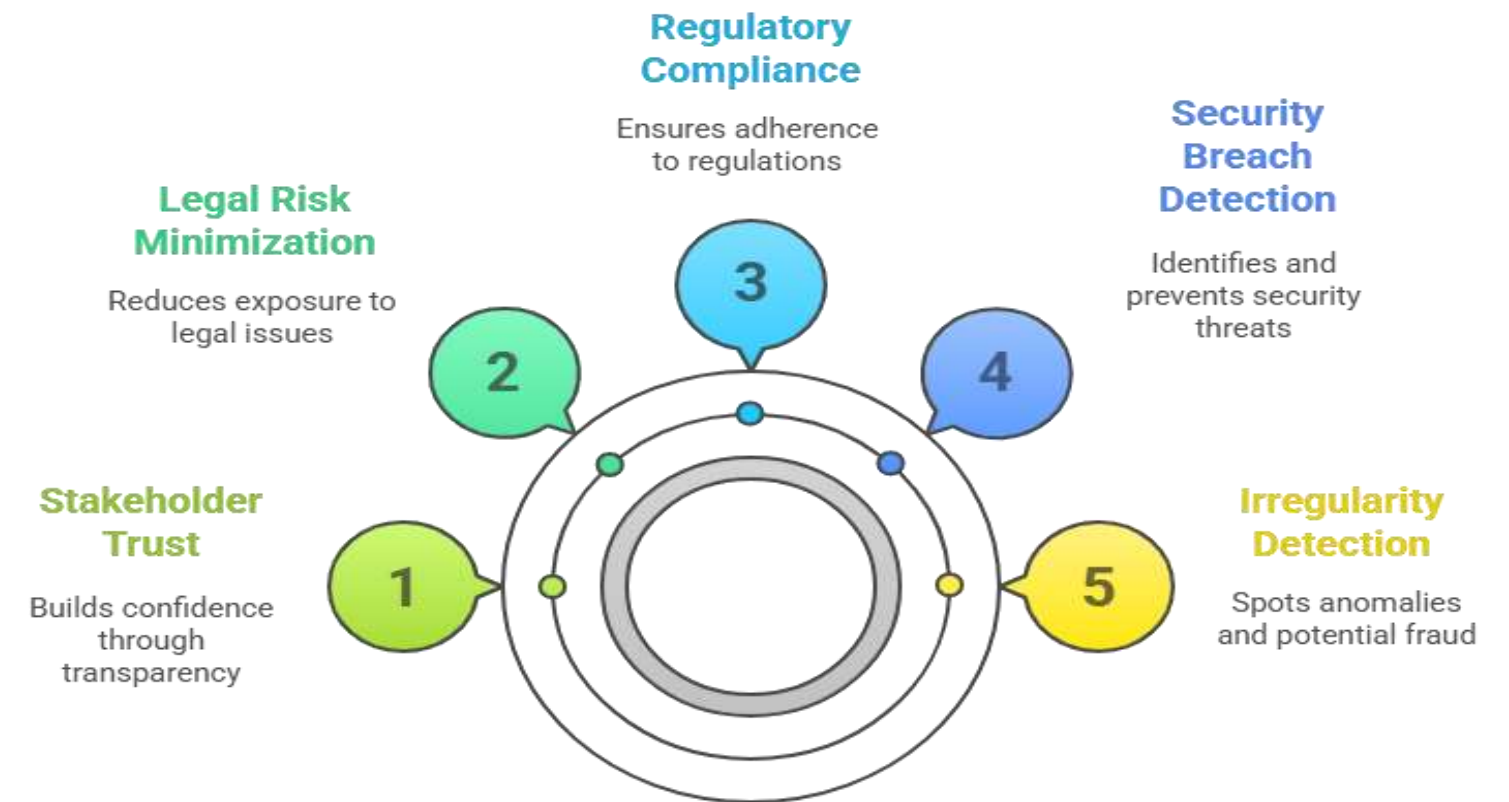 Stakeholder
Trust
Builds confidence
through
transparency
1
Legal Risk
Minimization
Reduces exposure to
legal issues
2
Regulatory
Compliance
Ensures adherence
to regulations
3
Security
Breach
Detection
Identifies and
prevents security
threats
4
Irregularity
Detection
Spots anomalies
and potential fraud
5